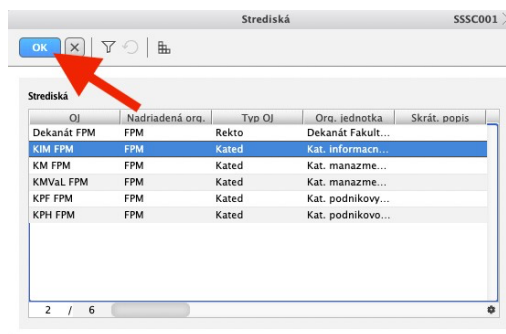 Strediská SSSC001
OK
Strediská
OJ Nadriadená org. Typ OJ Org. jednotka Skrát. popis
Dekanát FPM FPM Rekto Dekanát Fakult...
KIM FPM FPM Kated Kat. informacn...
KM FPM FPM Kated Kat. manazme...
KMVaL FPM FPM Kated Kat. manazme...
KPF FPM FPM Kated Kat. podnikovy...
KPH FPM FPM Kated Kat. podnikovo...
2 / 6